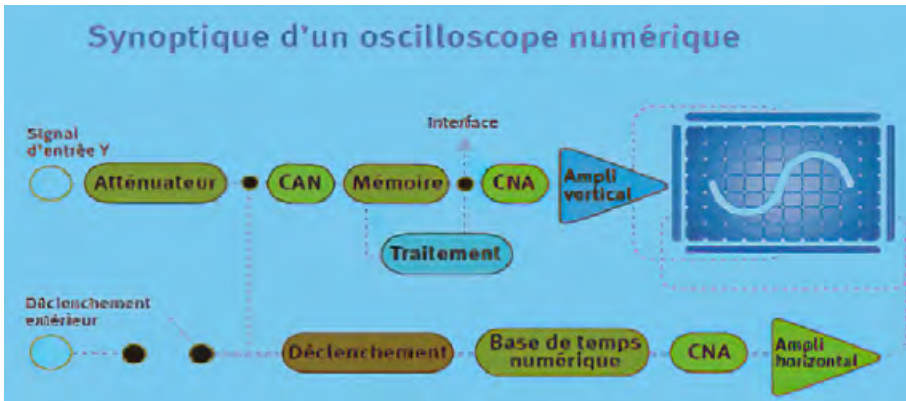 Synoptique d'un oscilloscope numérique
Signal
d'entrée Y
Interface
Atténuateur
CAN
Mémoire
CNA
Ampli
vertical
Traitement
Déclenchement
extérieur
Déclenchement
Base de temps
numérique
CNA
Ampli
horizontal